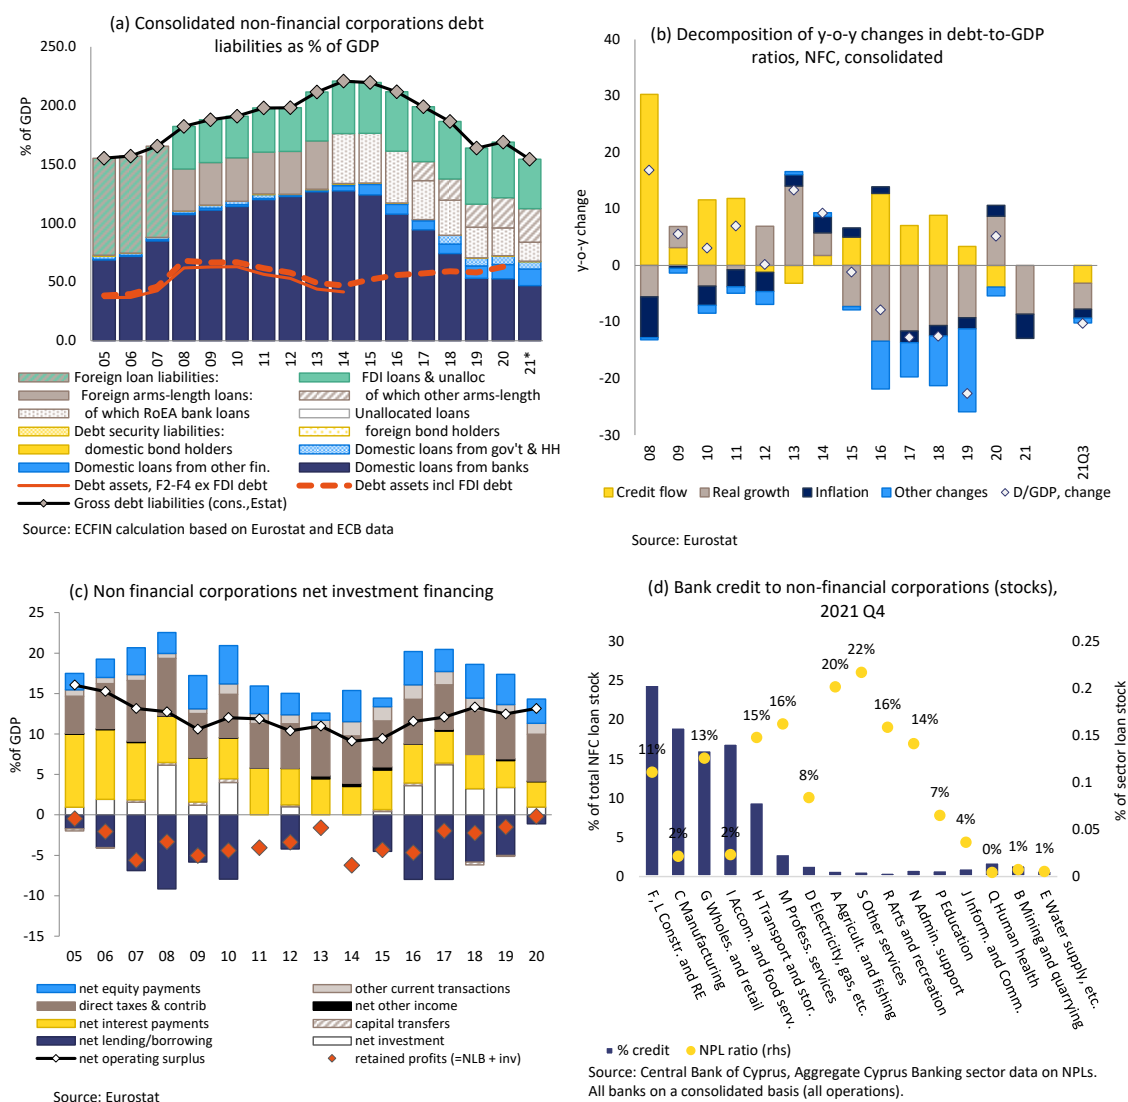 (a) Consolidated non-financial corporations debt
liabilities as % of GDP
250.0
200.0
150.0
100.0
50.0
0.0
% of GDP
05 06 07 08 09 10 11 12 13 14 15 16 17 18 19 20 21*
Foreign loan liabilities:
FDI loans & unalloc
Foreign arms-length loans:
of which other arms-length
of which RoEA bank loans
Unallocated loans
Debt security liabilities:
foreign bond holders
domestic bond holders
Domestic loans from gov't & HH
Domestic loans from other fin.
Domestic loans from banks
Debt assets, F2-F4 ex FDI debt
Debt assets incl FDI debt
Gross debt liabilities (cons.,Estat)
Source: ECFIN calculation based on Eurostat and ECB data
(b) Decomposition of y-o-y changes in debt-to-GDP
ratios, NFC, consolidated
40
30
20
10
0
-10
-20
-30
y-o-y change
08 09 10 11 12 13 14 15 16 17 18 19 20 21 21Q3
Credit flow
Real growth
Inflation
Other changes
D/GDP, change
Source: Eurostat
(c) Non financial corporations net investment financing
25
20
15
10
5
0
-5
-10
-15
%of GDP
05 06 07 08 09 10 11 12 13 14 15 16 17 18 19 20
net equity payments
other current transactions
direct taxes & contrib
net other income
net interest payments
capital transfers
net lending/borrowing
net investment
net operating surplus
retained profits (=NLB + inv)
Source: Eurostat
(d) Bank credit to non-financial corporations (stocks),
2021 Q4
30
25
20
15
10
5
0
% of total NFC loan stock
0.25
0.2
0.15
0.1
0.05
0
% of sector loan stock
11%
2%
13%
2%
15%
16%
8%
20%
22%
16%
14%
7%
4%
0%
1%
1%
F, L Constr. and RE
C Manufacturing
G Wholes. and retail
I Accom. and food serv.
H Transport and stor.
M Profess. services
D Electricity, gas, etc.
A Agricult. and fishing
S Other services
R Arts and recreation
N Admin. support
P Education
J Inform. and Comm.
Q Human health
B Mining and quarrying
E Water supply, etc.
% credit
NPL ratio (rhs)
Source: Central Bank of Cyprus, Aggregate Cyprus Banking sector data on NPLs.
All banks on a consolidated basis (all operations).